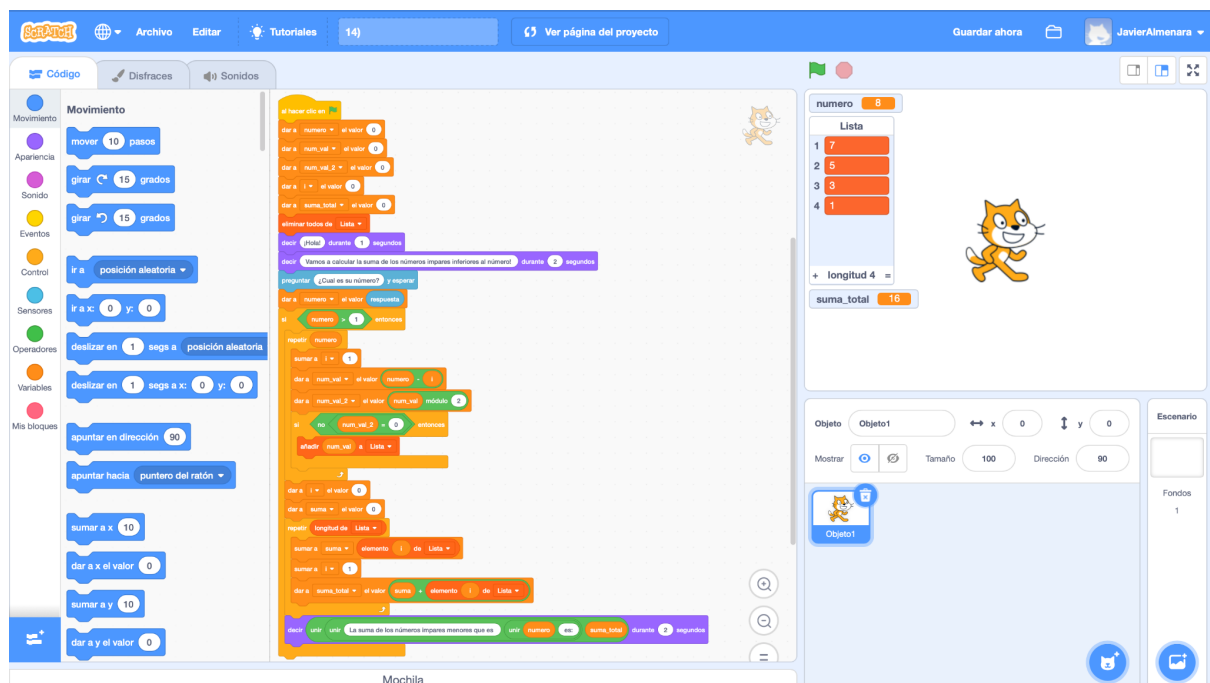 SCRATCH Archivo Editar Tutoriales 14) Ver página del proyecto Guardar ahora JavierAlmenara
Código Disfraces Sonidos
Movimiento
Apariencia
Sonido
Eventos
Control
Sensores
Operadores
Variables
Mis bloques
Movimiento
mover 10 pasos
girar 15 grados
girar 15 grados
ir a posición aleatoria
ir a x: 0 y: 0
deslizar en 1 segs a posición aleatoria
deslizar en 1 segs a x: 0 y: 0
apuntar en dirección 90
apuntar hacia puntero del ratón
sumar a x 10
dar a x el valor 0
sumar a y 10
dar a y el valor 0
al hacer clic en
dar a numero el valor 0
dar a num_val el valor 0
dar a num_val_2 el valor 0
dar a i el valor 0
dar a suma_total el valor 0
eliminar todos de Lista
decir ¡Hola! durante 1 segundos
decir Vamos a calcular la suma de los números impares inferiores al número! durante 2 segundos
preguntar ¿Cual es su número? y esperar
dar a numero el valor respuesta
si numero > 1 entonces
repetir numero
sumar a i 1
dar a num_val el valor numero - i
dar a num_val_2 el valor num_val módulo 2
si no num_val_2 = 0 entonces
añadir num_val a Lista
dar a i el valor 0
dar a suma el valor 0
repetir longitud de Lista
sumar a suma elemento i de Lista
sumar a i 1
dar a suma_total el valor suma + elemento i de Lista
decir unir unir La suma de los números impares menores que es unir numero es: suma_total durante 2 segundos
Mochila
numero 8
Lista
1 7
2 5
3 3
4 1
+ longitud 4 =
suma_total 16
Objeto Objeto1 x 0 y 0
Mostrar Tamaño 100 Dirección 90
Objeto1
Escenario
Fondos
1